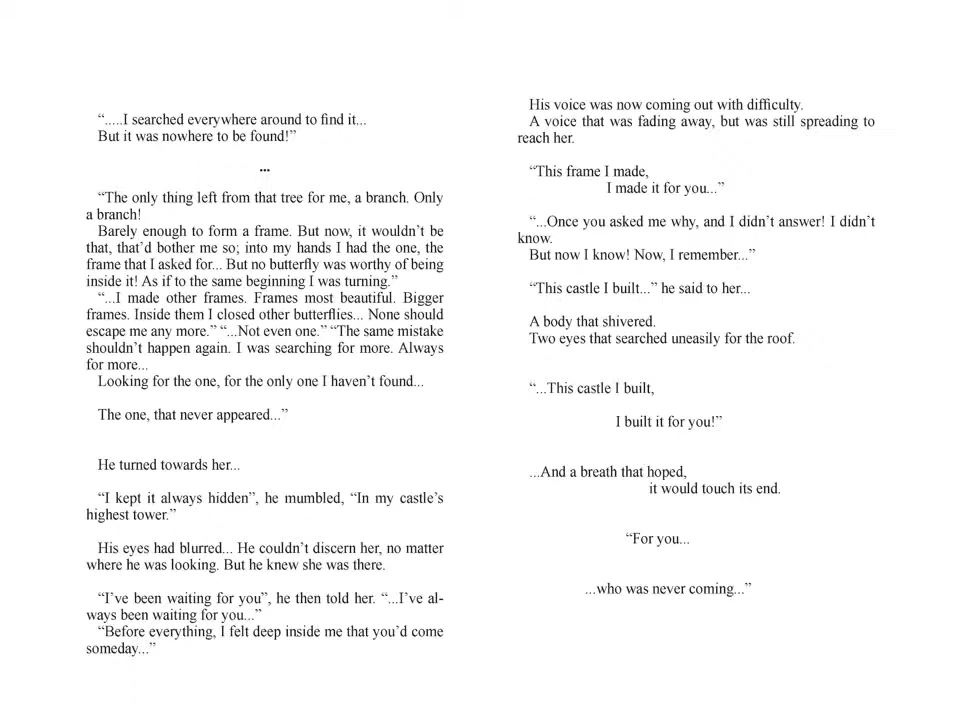 “.....I searched everywhere around to find it...
But it was nowhere to be found!”
...
“The only thing left from that tree for me, a branch. Only
a branch!
Barely enough to form a frame. But now, it wouldn’t be
that, that’d bother me so; into my hands I had the one, the
frame that I asked for... But no butterfly was worthy of being
inside it! As if to the same beginning I was turning.”
“...I made other frames. Frames most beautiful. Bigger
frames. Inside them I closed other butterflies... None should
escape me any more.” “...Not even one.” “The same mistake
shouldn’t happen again. I was searching for more. Always
for more...
Looking for the one, for the only one I haven’t found...
The one, that never appeared...”
He turned towards her...
“I kept it always hidden”, he mumbled, “In my castle’s
highest tower.”
His eyes had blurred... He couldn’t discern her, no matter
where he was looking. But he knew she was there.
“I’ve been waiting for you”, he then told her. “...I’ve al-
ways been waiting for you...”
“Before everything, I felt deep inside me that you’d come
someday...”
His voice was now coming out with difficulty.
A voice that was fading away, but was still spreading to
reach her.
“This frame I made,
I made it for you...”
“...Once you asked me why, and I didn’t answer! I didn’t
know.
But now I know! Now, I remember...”
“This castle I built...” he said to her...
A body that shivered.
Two eyes that searched uneasily for the roof.
“...This castle I built,
I built it for you!”
...And a breath that hoped,
it would touch its end.
“For you...
...who was never coming...”